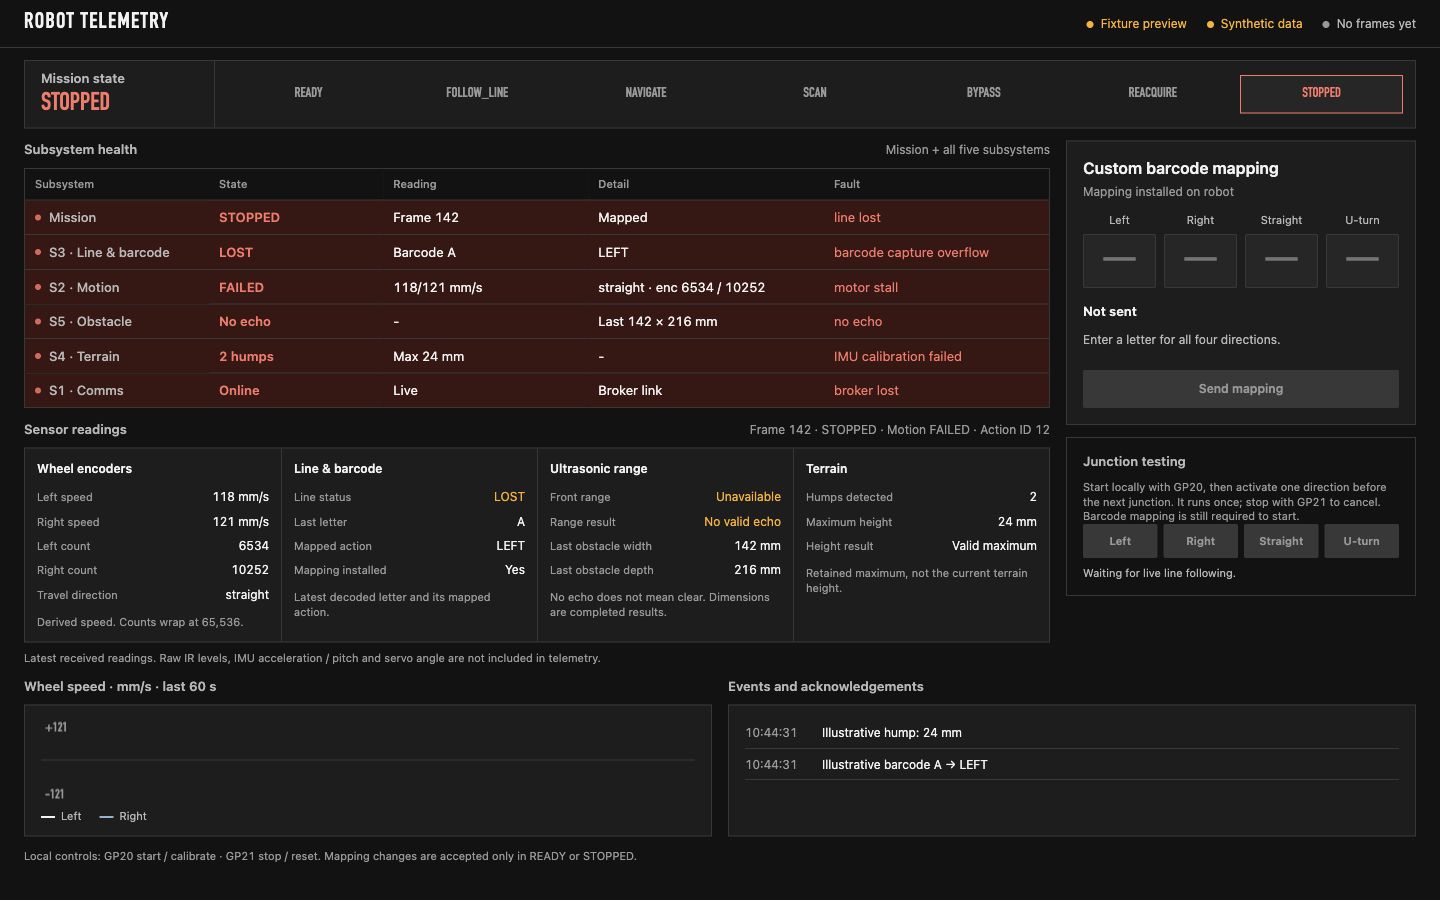 ROBOT TELEMETRY
Fixture preview
Synthetic data
No frames yet
Mission state
STOPPED
READY
FOLLOW_LINE
NAVIGATE
SCAN
BYPASS
REACQUIRE
STOPPED
Subsystem health
Mission + all five subsystems
Subsystem State Reading Detail Fault
Mission STOPPED Frame 142 Mapped line lost
S3 · Line & barcode LOST Barcode A LEFT barcode capture overflow
S2 · Motion FAILED 118/121 mm/s straight · enc 6534 / 10252 motor stall
S5 · Obstacle No echo - Last 142 × 216 mm no echo
S4 · Terrain 2 humps Max 24 mm - IMU calibration failed
S1 · Comms Online Live Broker link broker lost
Custom barcode mapping
Mapping installed on robot
Left Right Straight U-turn
Not sent
Enter a letter for all four directions.
Send mapping
Sensor readings
Frame 142 · STOPPED · Motion FAILED · Action ID 12
Wheel encoders
Left speed 118 mm/s
Right speed 121 mm/s
Left count 6534
Right count 10252
Travel direction straight
Derived speed. Counts wrap at 65,536.
Line & barcode
Line status LOST
Last letter A
Mapped action LEFT
Mapping installed Yes
Latest decoded letter and its mapped
action.
Ultrasonic range
Front range Unavailable
Range result No valid echo
Last obstacle width 142 mm
Last obstacle depth 216 mm
No echo does not mean clear. Dimensions
are completed results.
Terrain
Humps detected 2
Maximum height 24 mm
Height result Valid maximum
Retained maximum, not the current terrain
height.
Junction testing
Start locally with GP20, then activate one direction before
the next junction. It runs once; stop with GP21 to cancel.
Barcode mapping is still required to start.
Left Right Straight U-turn
Waiting for live line following.
Latest received readings. Raw IR levels, IMU acceleration / pitch and servo angle are not included in telemetry.
Wheel speed · mm/s · last 60 s
+121
-121
Left Right
Events and acknowledgements
10:44:31 Illustrative hump: 24 mm
10:44:31 Illustrative barcode A → LEFT
Local controls: GP20 start / calibrate · GP21 stop / reset. Mapping changes are accepted only in READY or STOPPED.